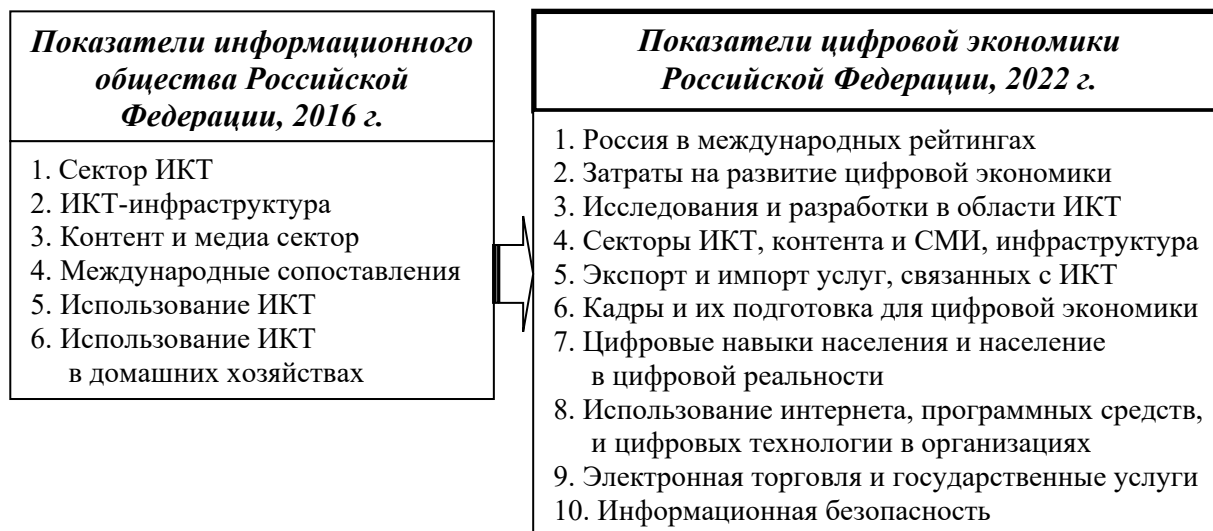 Показатели информационного
общества Российской
Федерации, 2016 г.
1. Сектор ИКТ
2. ИКТ-инфраструктура
3. Контент и медиа сектор
4. Международные сопоставления
5. Использование ИКТ
6. Использование ИКТ
в домашних хозяйствах
Показатели цифровой экономики
Российской Федерации, 2022 г.
1. Россия в международных рейтингах
2. Затраты на развитие цифровой экономики
3. Исследования и разработки в области ИКТ
4. Секторы ИКТ, контента и СМИ, инфраструктура
5. Экспорт и импорт услуг, связанных с ИКТ
6. Кадры и их подготовка для цифровой экономики
7. Цифровые навыки населения и население
в цифровой реальности
8. Использование интернета, программных средств,
и цифровых технологии в организациях
9. Электронная торговля и государственные услуги
10. Информационная безопасность